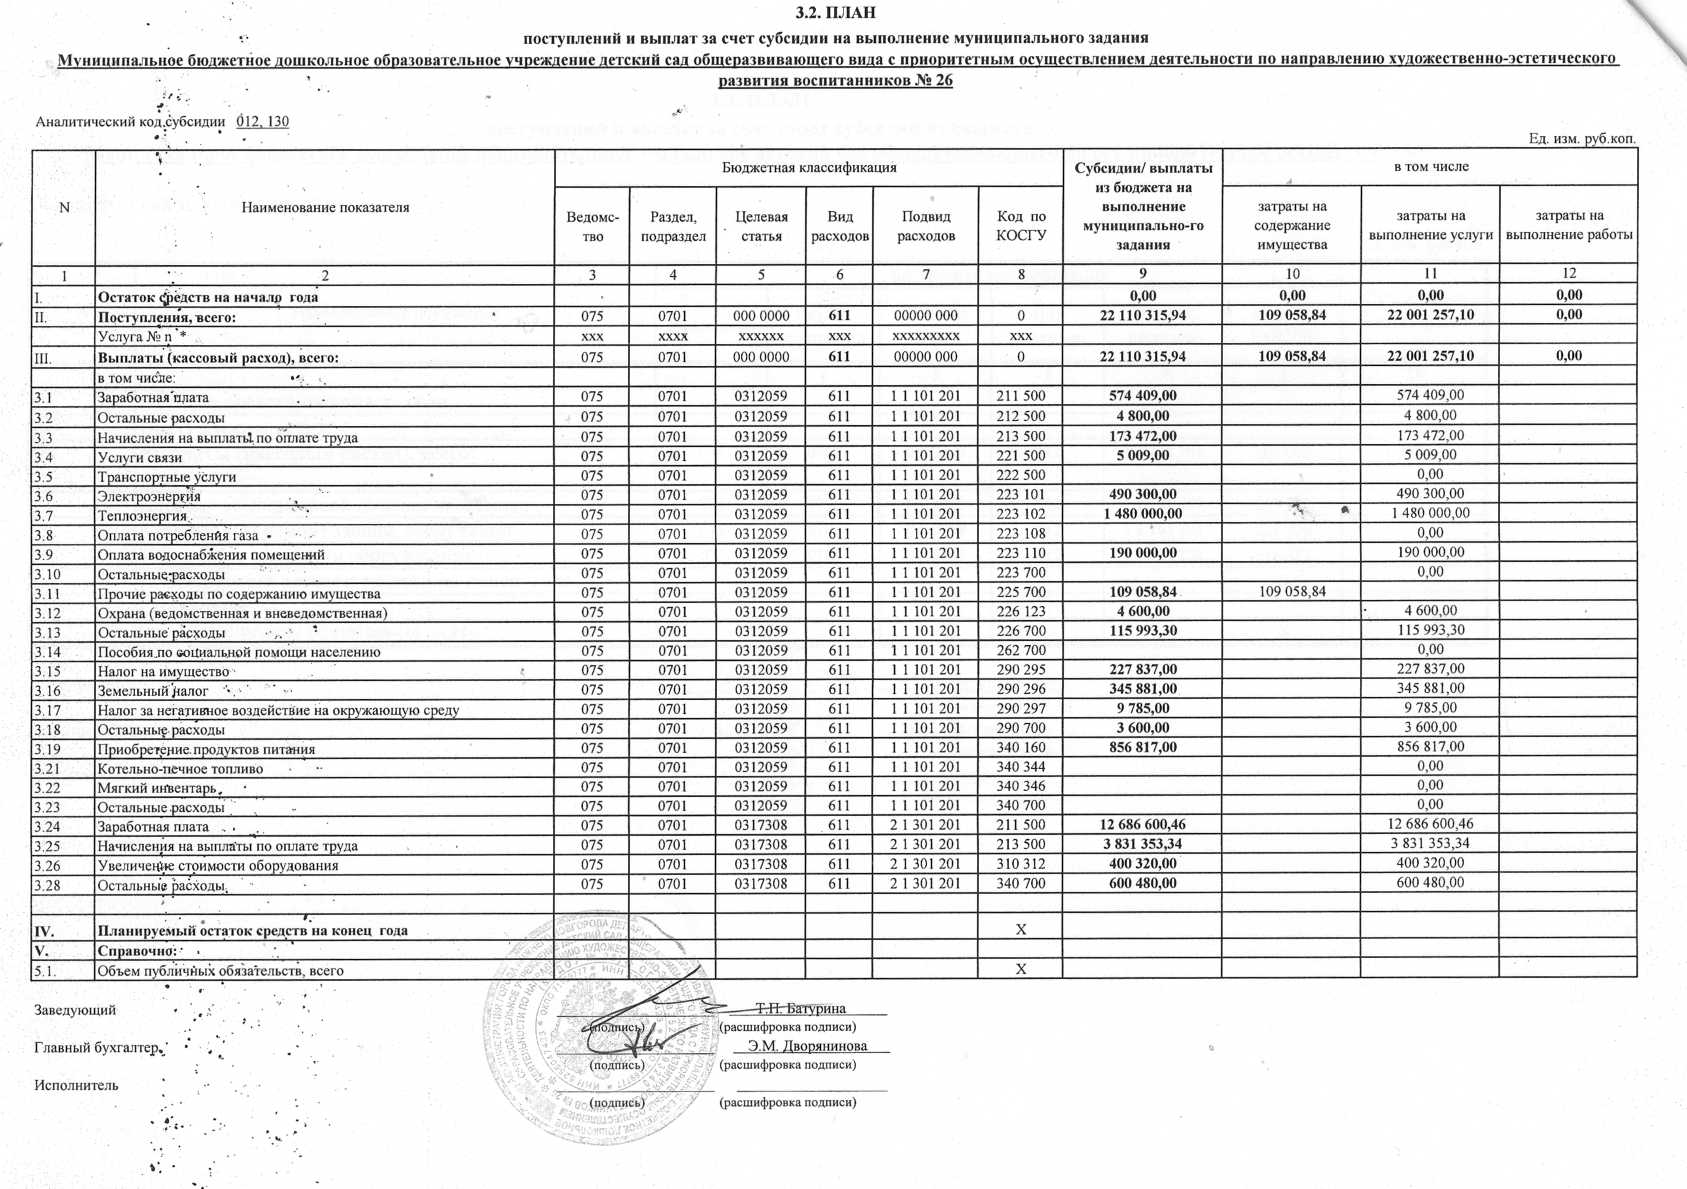 3.2. ПЛАН
поступлений и выплат за счет субсидии на выполнение муниципального задания
Муниципальное бюджетное дошкольное образовательное учреждение детский сад общеразвивающего вида с приоритетным осуществлением деятельности по направлению художественно-эстетического
развития воспитанников № 26
Аналитический код субсидии 012, 130
Ед. изм. руб.коп.
N Наименование показателя Бюджетная классификация Субсидии/ выплаты из бюджета на выполнение муниципально-го задания в том числе
Ведомс-тво Раздел, подраздел Целевая статья Вид расходов Подвид расходов Код по КОСГУ затраты на содержание имущества затраты на выполнение услуги затраты на выполнение работы
1 2 3 4 5 6 7 8 9 10 11 12
I. Остаток средств на начало года 0,00 0,00 0,00 0,00
II. Поступления, всего: 075 0701 000 0000 611 00000 000 0 22 110 315,94 109 058,84 22 001 257,10 0,00
Услуга № n * xxx xxxx xxxxxx xxx xxxxxxxxx xxx
III. Выплаты (кассовый расход), всего: 075 0701 000 0000 611 00000 000 0 22 110 315,94 109 058,84 22 001 257,10 0,00
в том числе:
3.1 Заработная плата 075 0701 0312059 611 1 1 101 201 211 500 574 409,00 574 409,00
3.2 Остальные расходы 075 0701 0312059 611 1 1 101 201 212 500 4 800,00 4 800,00
3.3 Начисления на выплаты по оплате труда 075 0701 0312059 611 1 1 101 201 213 500 173 472,00 173 472,00
3.4 Услуги связи 075 0701 0312059 611 1 1 101 201 221 500 5 009,00 5 009,00
3.5 Транспортные услуги 075 0701 0312059 611 1 1 101 201 222 500 0,00
3.6 Электроэнергия 075 0701 0312059 611 1 1 101 201 223 101 490 300,00 490 300,00
3.7 Теплоэнергия 075 0701 0312059 611 1 1 101 201 223 102 1 480 000,00 1 480 000,00
3.8 Оплата потребления газа 075 0701 0312059 611 1 1 101 201 223 108 0,00
3.9 Оплата водоснабжения помещений 075 0701 0312059 611 1 1 101 201 223 110 190 000,00 190 000,00
3.10 Остальные расходы 075 0701 0312059 611 1 1 101 201 223 700 0,00
3.11 Прочие расходы по содержанию имущества 075 0701 0312059 611 1 1 101 201 225 700 109 058,84 109 058,84
3.12 Охрана (ведомственная и вневедомственная) 075 0701 0312059 611 1 1 101 201 226 123 4 600,00 4 600,00
3.13 Остальные расходы 075 0701 0312059 611 1 1 101 201 226 700 115 993,30 115 993,30
3.14 Пособия по социальной помощи населению 075 0701 0312059 611 1 1 101 201 262 700 0,00
3.15 Налог на имущество 075 0701 0312059 611 1 1 101 201 290 295 227 837,00 227 837,00
3.16 Земельный налог 075 0701 0312059 611 1 1 101 201 290 296 345 881,00 345 881,00
3.17 Налог за негативное воздействие на окружающую среду 075 0701 0312059 611 1 1 101 201 290 297 9 785,00 9 785,00
3.18 Остальные расходы 075 0701 0312059 611 1 1 101 201 290 700 3 600,00 3 600,00
3.19 Приобретение продуктов питания 075 0701 0312059 611 1 1 101 201 340 160 856 817,00 856 817,00
3.21 Котельно-печное топливо 075 0701 0312059 611 1 1 101 201 340 344 0,00
3.22 Мягкий инвентарь 075 0701 0312059 611 1 1 101 201 340 346 0,00
3.23 Остальные расходы 075 0701 0312059 611 1 1 101 201 340 700 0,00
3.24 Заработная плата 075 0701 0317308 611 2 1 301 201 211 500 12 686 600,46 12 686 600,46
3.25 Начисления на выплаты по оплате труда 075 0701 0317308 611 2 1 301 201 213 500 3 831 353,34 3 831 353,34
3.26 Увеличение стоимости оборудования 075 0701 0317308 611 2 1 301 201 310 312 400 320,00 400 320,00
3.28 Остальные расходы 075 0701 0317308 611 2 1 301 201 340 700 600 480,00 600 480,00
IV. Планируемый остаток средств на конец года X
V. Справочно:
5.1. Объем публичных обязательств, всего X
Заведующий Т.П. Батурина
(подпись) (расшифровка подписи)
Главный бухгалтер Э.М. Дворянинова
(подпись) (расшифровка подписи)
Исполнитель
(подпись) (расшифровка подписи)